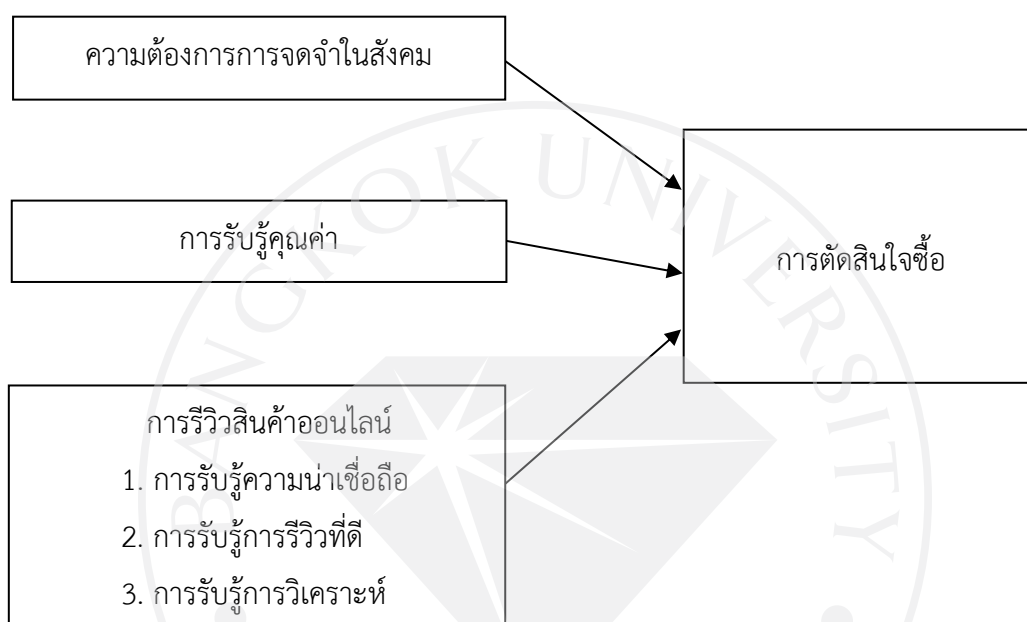 ความต้องการการจดจำในสังคม
การรับรู้คุณค่า
การตัดสินใจซื้อ
การรีวิวสินค้าออนไลน์
1. การรับรู้ความน่าเชื่อถือ
2. การรับรู้การรีวิวที่ดี
3. การรับรู้การวิเคราะห์
BANGKOK UNIVERSITY